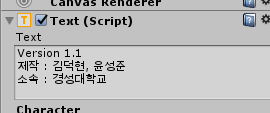 Canvas Renderer
Text (Script)
Text
Version 1.1
제작 : 김덕현, 윤성준
소속 : 경성대학교
Character